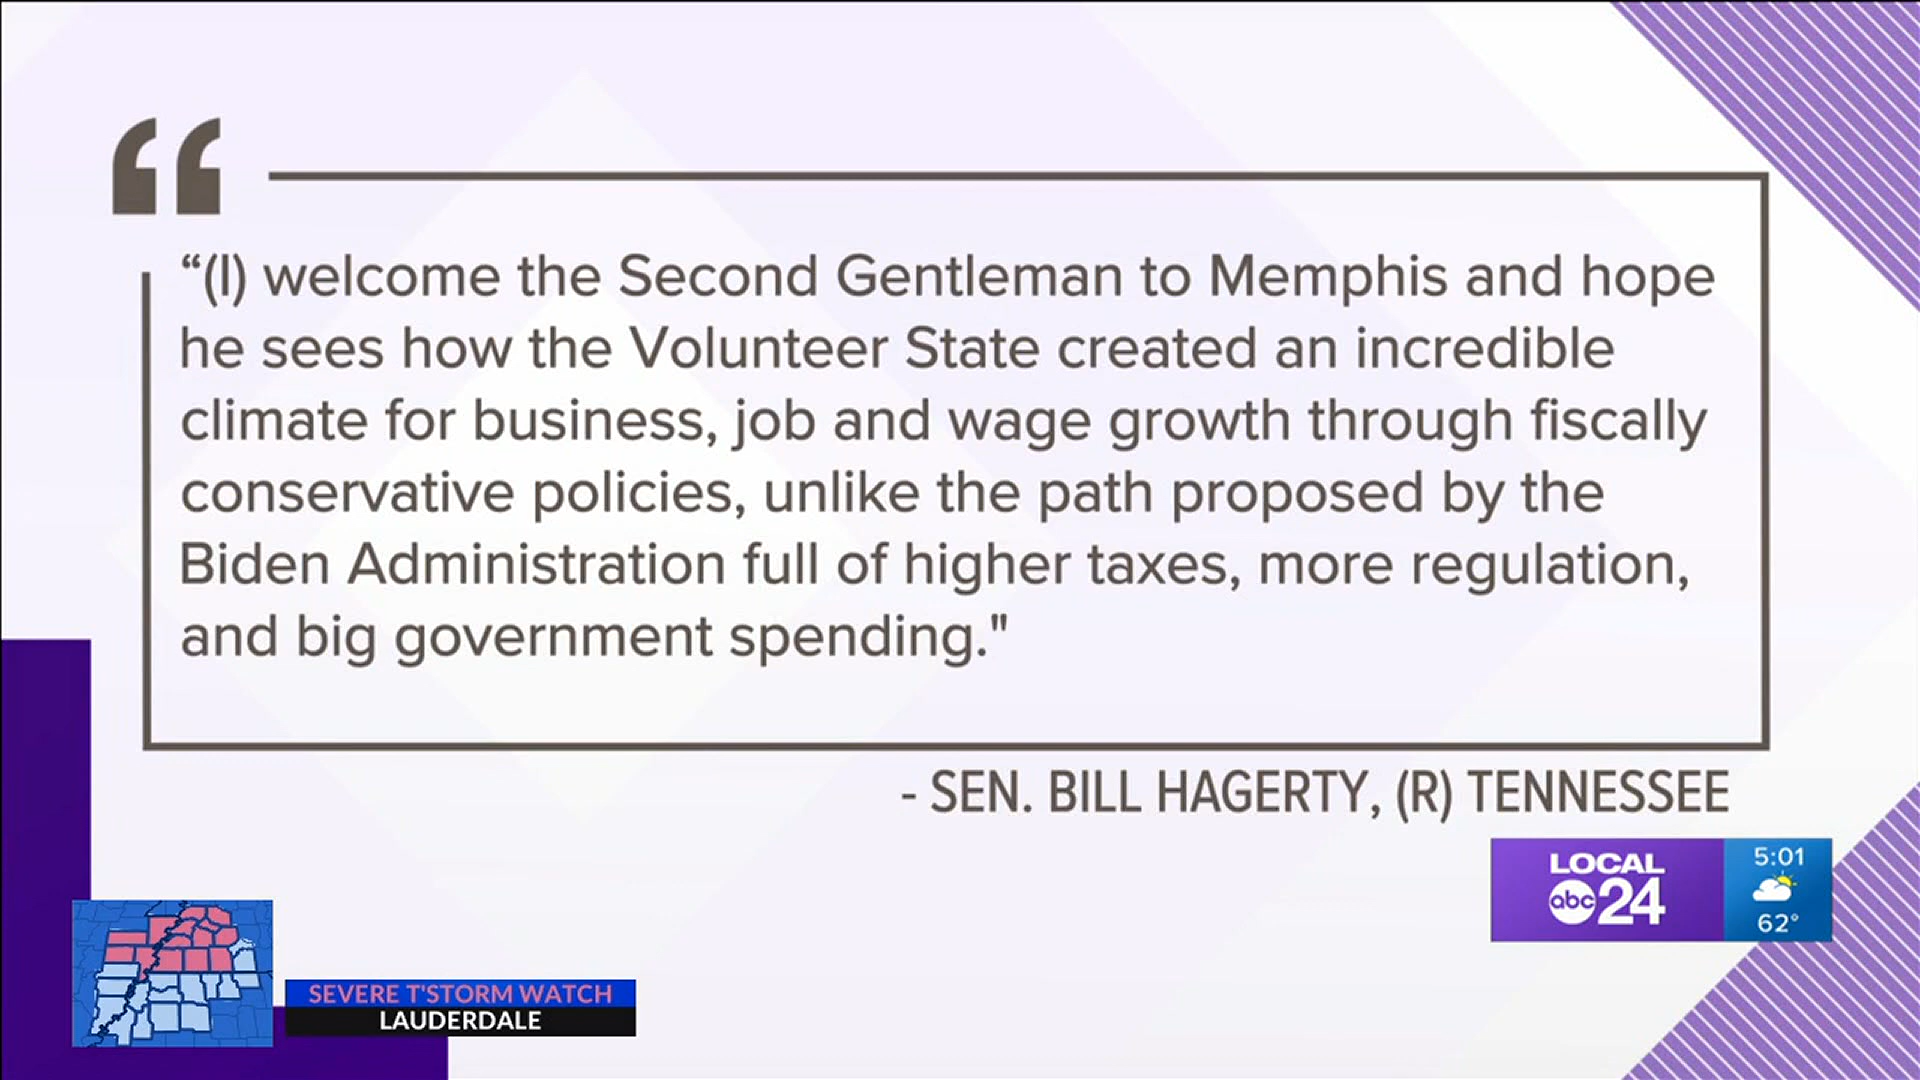 “(I) welcome the Second Gentleman to Memphis and hope
he sees how the Volunteer State created an incredible
climate for business, job and wage growth through fiscally
conservative policies, unlike the path proposed by the
Biden Administration full of higher taxes, more regulation,
and big government spending."
- SEN. BILL HAGERTY, (R) TENNESSEE
LOCAL
abc 24
5:01
62°
SEVERE T'STORM WATCH
LAUDERDALE